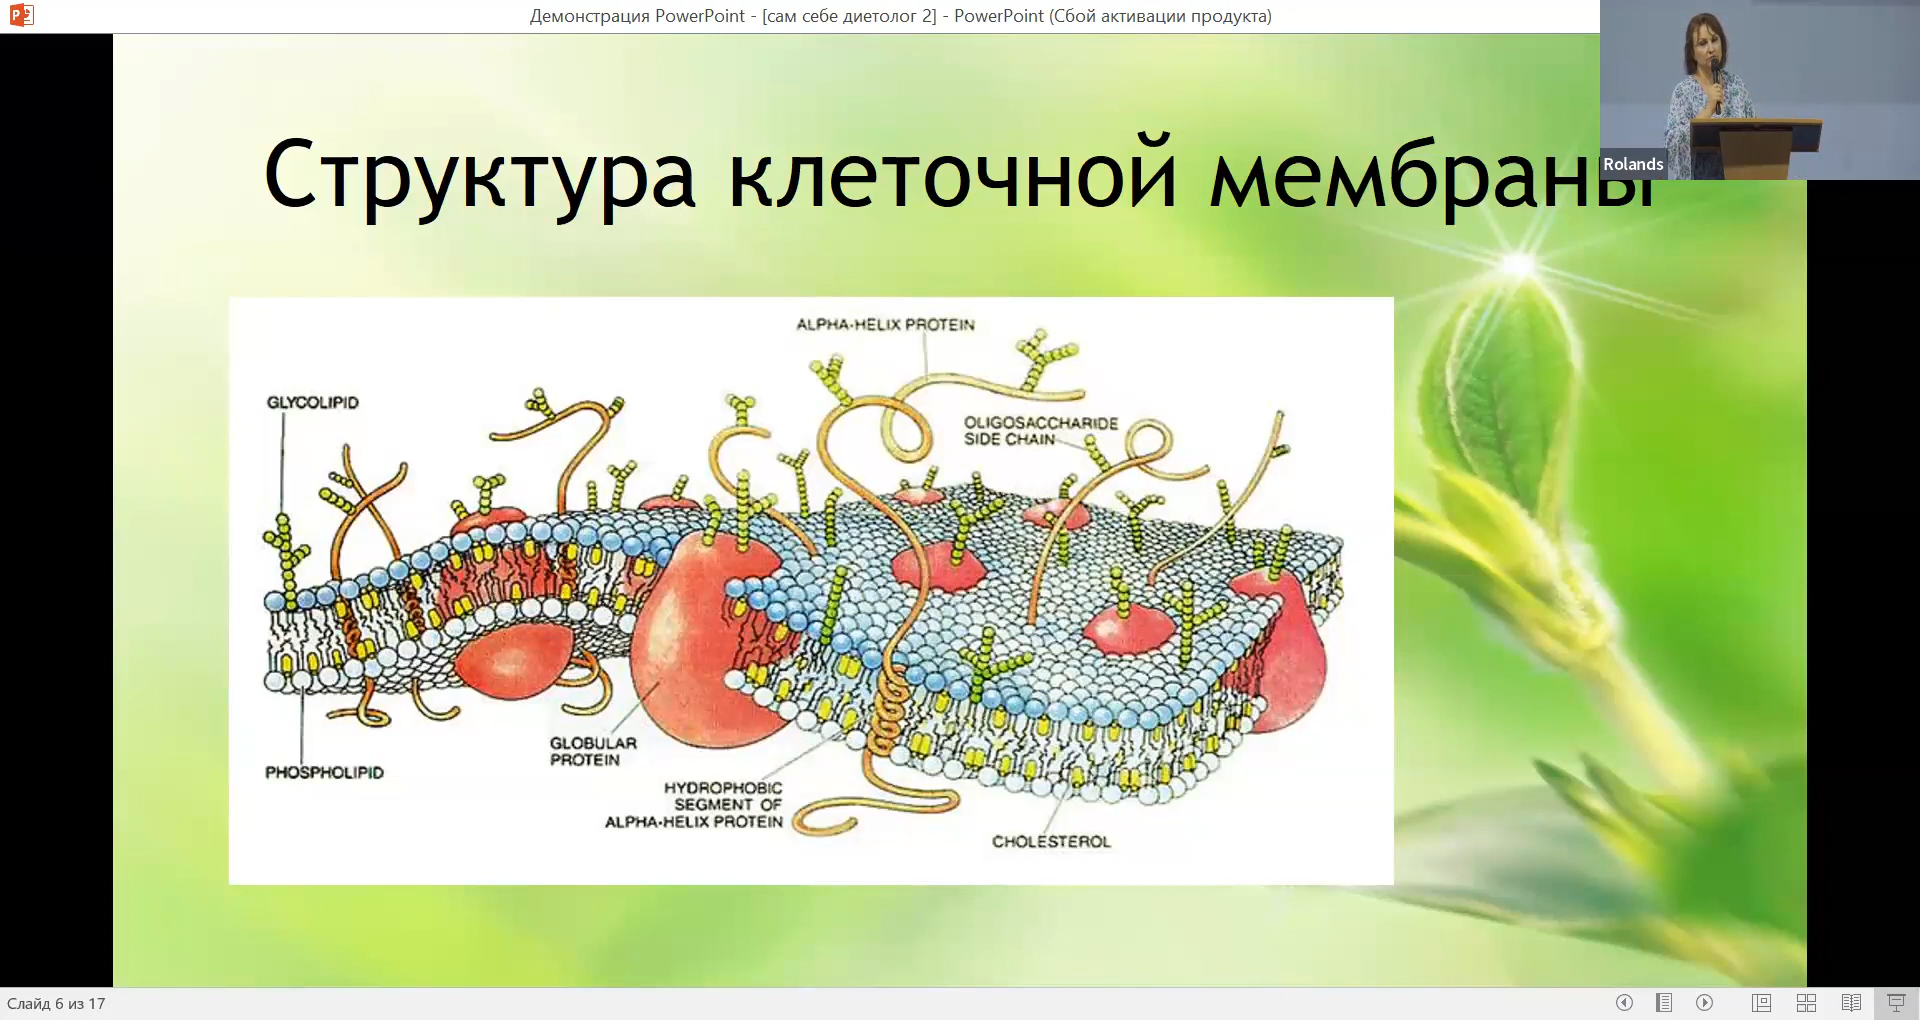 Демонстрация PowerPoint - [сам себе диетолог 2] - PowerPoint (Сбой активации продукта)
Rolands
Структура клеточной мембраны
ALPHA-HELIX PROTEIN
GLYCOLIPID
OLIGOSACCHARIDE
SIDE CHAIN
GLOBULAR
PROTEIN
PHOSPHOLIPID
HYDROPHOBIC
SEGMENT OF
ALPHA-HELIX PROTEIN
CHOLESTEROL
Слайд 6 из 17